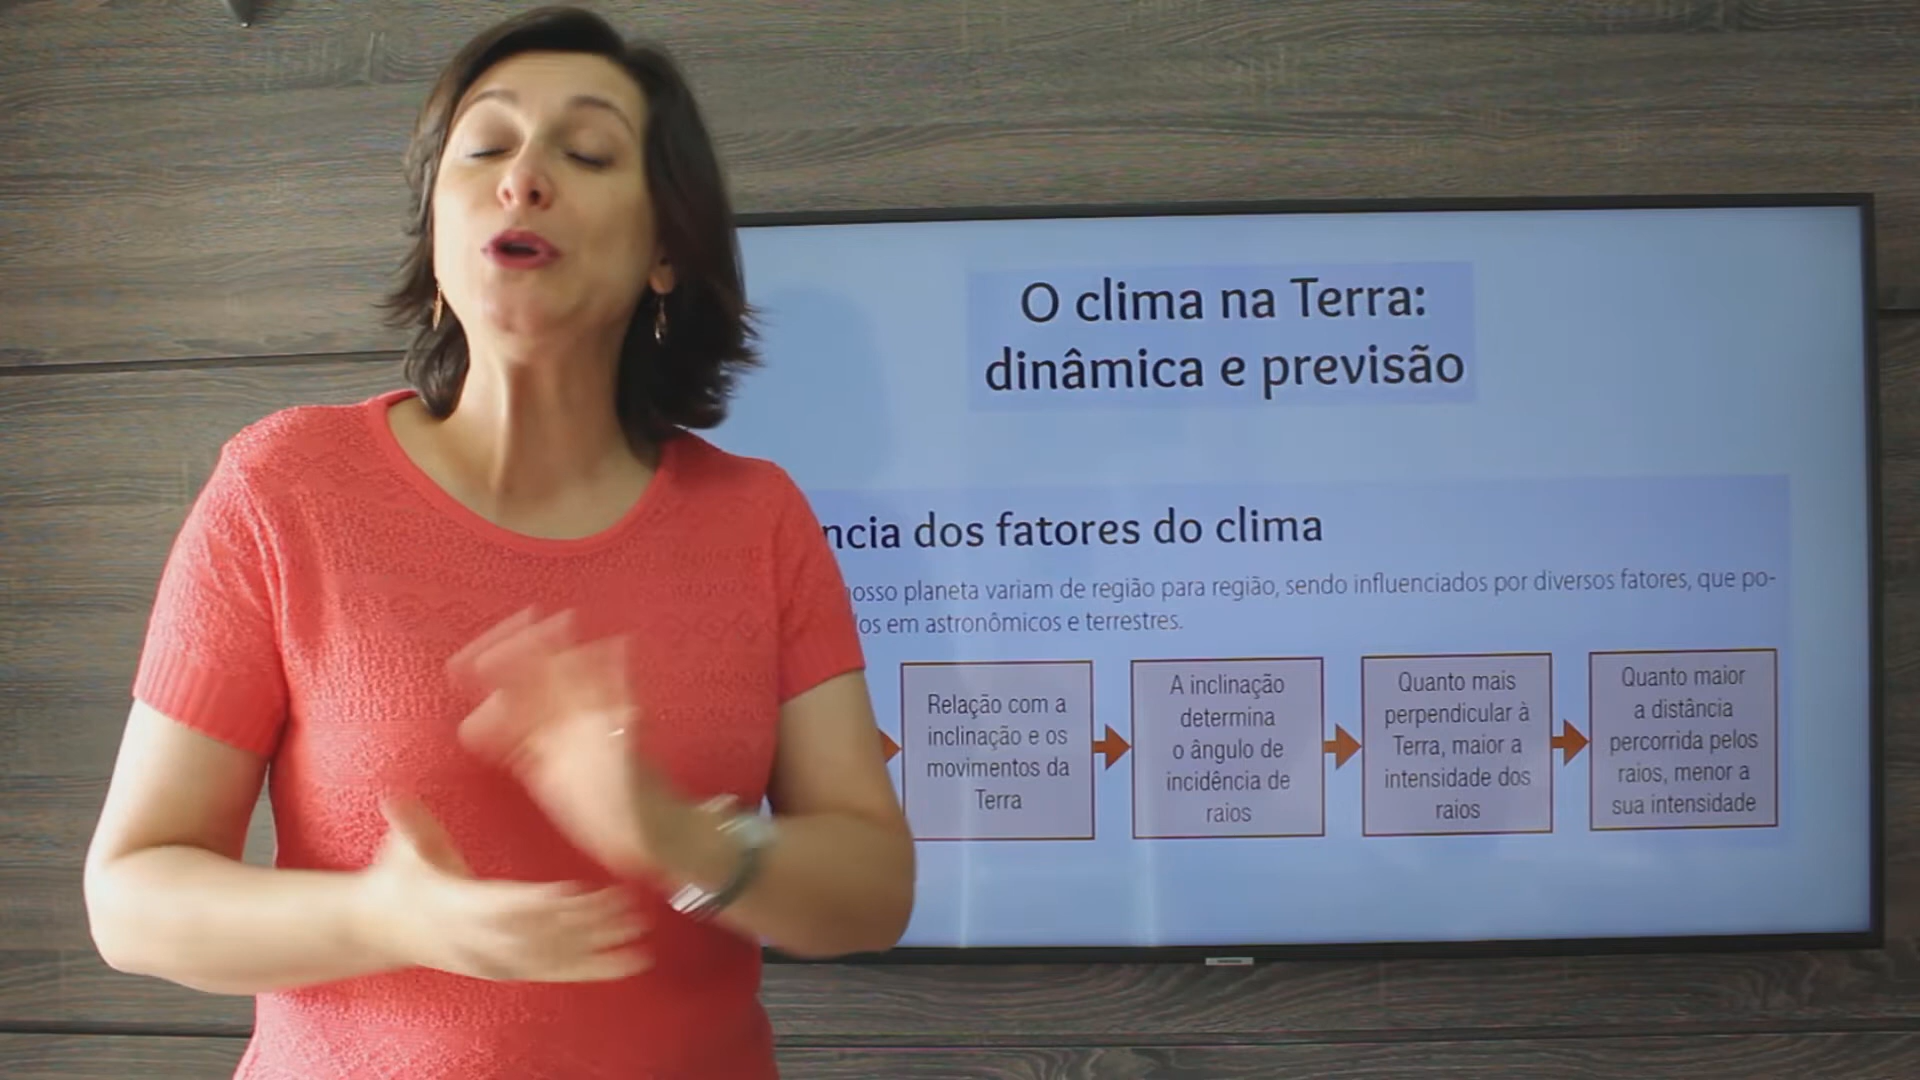 O clima na Terra:
dinâmica e previsão
ncia dos fatores do clima
osso planeta variam de região para região, sendo influenciados por diversos fatores, que po-
os em astronômicos e terrestres.
Relação com a
inclinação e os
movimentos da
Terra
A inclinação
determina
o ângulo de
incidência de
raios
Quanto mais
perpendicular à
Terra, maior a
intensidade dos
raios
Quanto maior
a distância
percorrida pelos
raios, menor a
sua intensidade